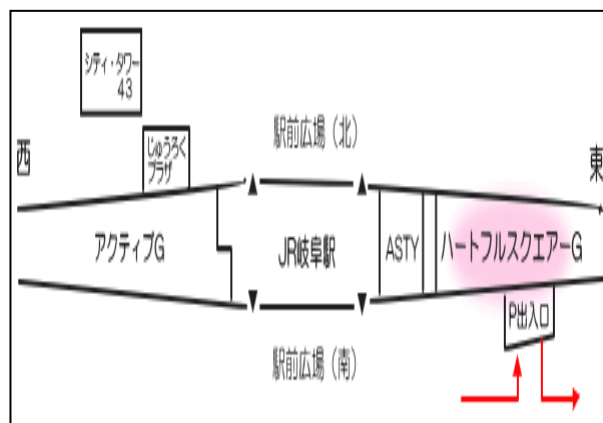 シティ・タワー
43
じゅうろく
プラザ
駅前広場（北）
西
東
アクティブG
JR岐阜駅
ASTY
ハートフルスクエアーG
P出入口
駅前広場（南）